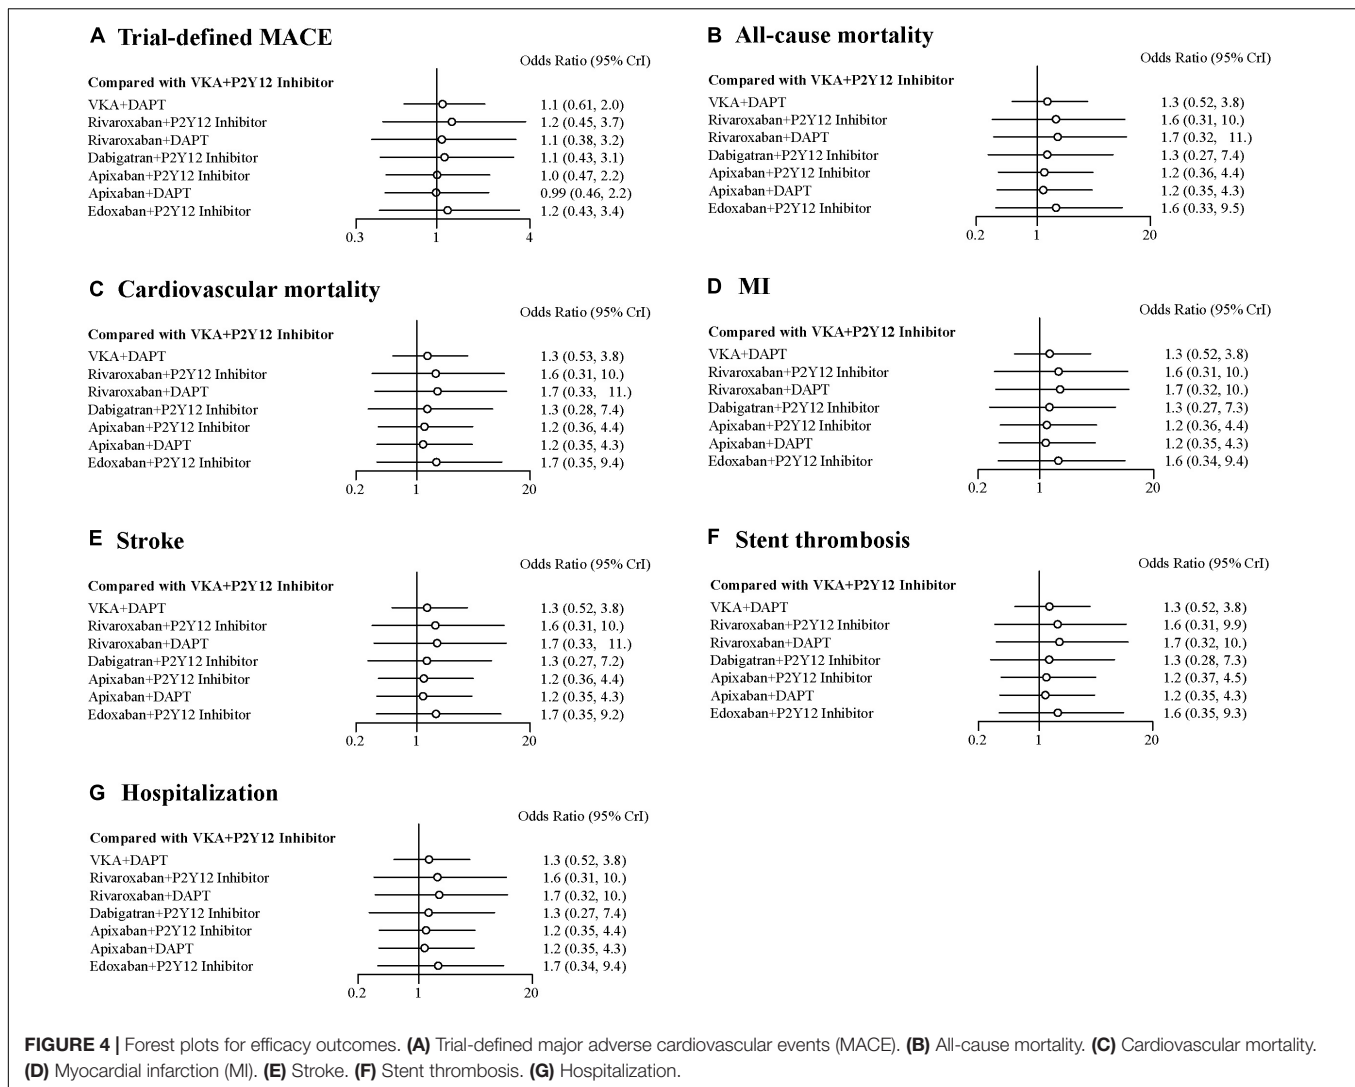 A Trial-defined MACE
Odds Ratio (95% CrI)
Compared with VKA+P2Y12 Inhibitor
VKA+DAPT 1.1 (0.61, 2.0)
Rivaroxaban+P2Y12 Inhibitor 1.2 (0.45, 3.7)
Rivaroxaban+DAPT 1.1 (0.38, 3.2)
Dabigatran+P2Y12 Inhibitor 1.1 (0.43, 3.1)
Apixaban+P2Y12 Inhibitor 1.0 (0.47, 2.2)
Apixaban+DAPT 0.99 (0.46, 2.2)
Edoxaban+P2Y12 Inhibitor 1.2 (0.43, 3.4)
0.3 1 4
B All-cause mortality
Odds Ratio (95% CrI)
Compared with VKA+P2Y12 Inhibitor
VKA+DAPT 1.3 (0.52, 3.8)
Rivaroxaban+P2Y12 Inhibitor 1.6 (0.31, 10.)
Rivaroxaban+DAPT 1.7 (0.32, 11.)
Dabigatran+P2Y12 Inhibitor 1.3 (0.27, 7.4)
Apixaban+P2Y12 Inhibitor 1.2 (0.36, 4.4)
Apixaban+DAPT 1.2 (0.35, 4.3)
Edoxaban+P2Y12 Inhibitor 1.6 (0.33, 9.5)
0.2 1 20
C Cardiovascular mortality
Odds Ratio (95% CrI)
Compared with VKA+P2Y12 Inhibitor
VKA+DAPT 1.3 (0.53, 3.8)
Rivaroxaban+P2Y12 Inhibitor 1.6 (0.31, 10.)
Rivaroxaban+DAPT 1.7 (0.33, 11.)
Dabigatran+P2Y12 Inhibitor 1.3 (0.28, 7.4)
Apixaban+P2Y12 Inhibitor 1.2 (0.36, 4.4)
Apixaban+DAPT 1.2 (0.35, 4.3)
Edoxaban+P2Y12 Inhibitor 1.7 (0.35, 9.4)
0.2 1 20
D MI
Odds Ratio (95% CrI)
Compared with VKA+P2Y12 Inhibitor
VKA+DAPT 1.3 (0.52, 3.8)
Rivaroxaban+P2Y12 Inhibitor 1.6 (0.31, 10.)
Rivaroxaban+DAPT 1.7 (0.32, 10.)
Dabigatran+P2Y12 Inhibitor 1.3 (0.27, 7.3)
Apixaban+P2Y12 Inhibitor 1.2 (0.36, 4.4)
Apixaban+DAPT 1.2 (0.35, 4.3)
Edoxaban+P2Y12 Inhibitor 1.6 (0.34, 9.4)
0.2 1 20
E Stroke
Odds Ratio (95% CrI)
Compared with VKA+P2Y12 Inhibitor
VKA+DAPT 1.3 (0.52, 3.8)
Rivaroxaban+P2Y12 Inhibitor 1.6 (0.31, 10.)
Rivaroxaban+DAPT 1.7 (0.33, 11.)
Dabigatran+P2Y12 Inhibitor 1.3 (0.27, 7.2)
Apixaban+P2Y12 Inhibitor 1.2 (0.36, 4.4)
Apixaban+DAPT 1.2 (0.35, 4.3)
Edoxaban+P2Y12 Inhibitor 1.7 (0.35, 9.2)
0.2 1 20
F Stent thrombosis
Odds Ratio (95% CrI)
Compared with VKA+P2Y12 Inhibitor
VKA+DAPT 1.3 (0.52, 3.8)
Rivaroxaban+P2Y12 Inhibitor 1.6 (0.31, 9.9)
Rivaroxaban+DAPT 1.7 (0.32, 10.)
Dabigatran+P2Y12 Inhibitor 1.3 (0.28, 7.3)
Apixaban+P2Y12 Inhibitor 1.2 (0.37, 4.5)
Apixaban+DAPT 1.2 (0.35, 4.3)
Edoxaban+P2Y12 Inhibitor 1.6 (0.35, 9.3)
0.2 1 20
G Hospitalization
Odds Ratio (95% CrI)
Compared with VKA+P2Y12 Inhibitor
VKA+DAPT 1.3 (0.52, 3.8)
Rivaroxaban+P2Y12 Inhibitor 1.6 (0.31, 10.)
Rivaroxaban+DAPT 1.7 (0.32, 10.)
Dabigatran+P2Y12 Inhibitor 1.3 (0.27, 7.4)
Apixaban+P2Y12 Inhibitor 1.2 (0.35, 4.4)
Apixaban+DAPT 1.2 (0.35, 4.3)
Edoxaban+P2Y12 Inhibitor 1.7 (0.34, 9.4)
0.2 1 20
FIGURE 4 | Forest plots for efficacy outcomes. (A) Trial-defined major adverse cardiovascular events (MACE). (B) All-cause mortality. (C) Cardiovascular mortality.
(D) Myocardial infarction (MI). (E) Stroke. (F) Stent thrombosis. (G) Hospitalization.